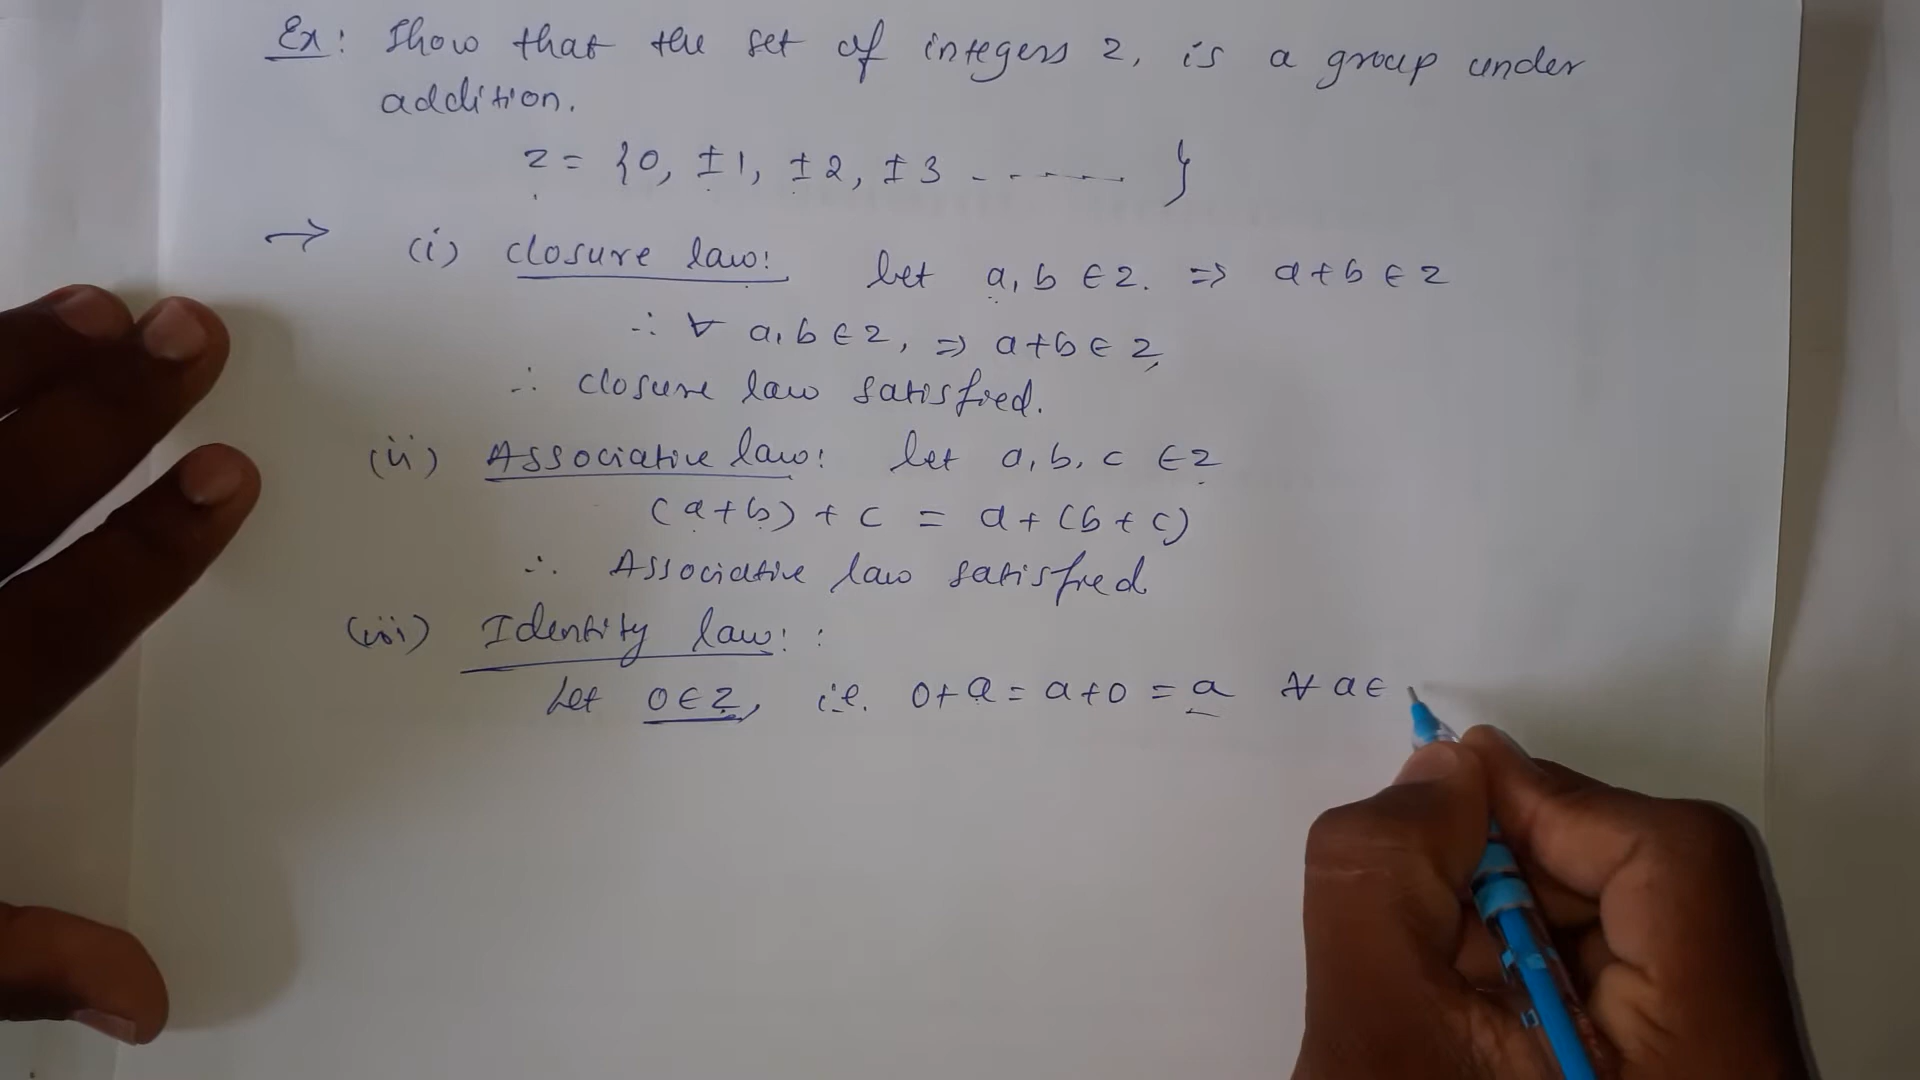 Ex: Show that the set of integers Z, is a group under
addition.
Z = {0, ±1, ±2, ±3 - - - - - - }
→ (i) closure law: let a, b ∈ Z. ⇒ a+b ∈ Z
∴ ∀ a, b ∈ Z, ⇒ a+b ∈ Z,
∴ closure law satisfied.
(ii) Associative law: let a, b, c ∈ Z
(a+b) + c = a + (b + c)
∴ Associative law satisfied
(iii) Identity law: :
Let 0 ∈ Z, i.e. 0+a = a+0 = a ∀ a ∈